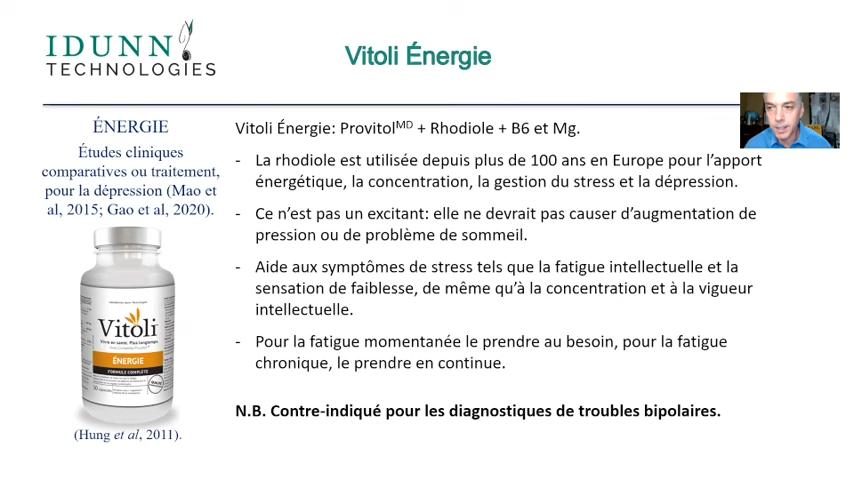 IDUNN
TECHNOLOGIES
Vitoli Énergie
ÉNERGIE
Études cliniques
comparatives ou traitement,
pour la dépression (Mao et
al, 2015; Gao et al, 2020).
Vitoli
Vivre en santé. Plus longtemps.
ÉNERGIE
FORMULE COMPLÈTE
(Hung et al, 2011).
Vitoli Énergie: Provitolᴹᴰ + Rhodiole + B6 et Mg.
- La rhodiole est utilisée depuis plus de 100 ans en Europe pour l’apport
énergétique, la concentration, la gestion du stress et la dépression.
- Ce n’est pas un excitant: elle ne devrait pas causer d’augmentation de
pression ou de problème de sommeil.
- Aide aux symptômes de stress tels que la fatigue intellectuelle et la
sensation de faiblesse, de même qu’à la concentration et à la vigueur
intellectuelle.
- Pour la fatigue momentanée le prendre au besoin, pour la fatigue
chronique, le prendre en continue.
N.B. Contre-indiqué pour les diagnostiques de troubles bipolaires.